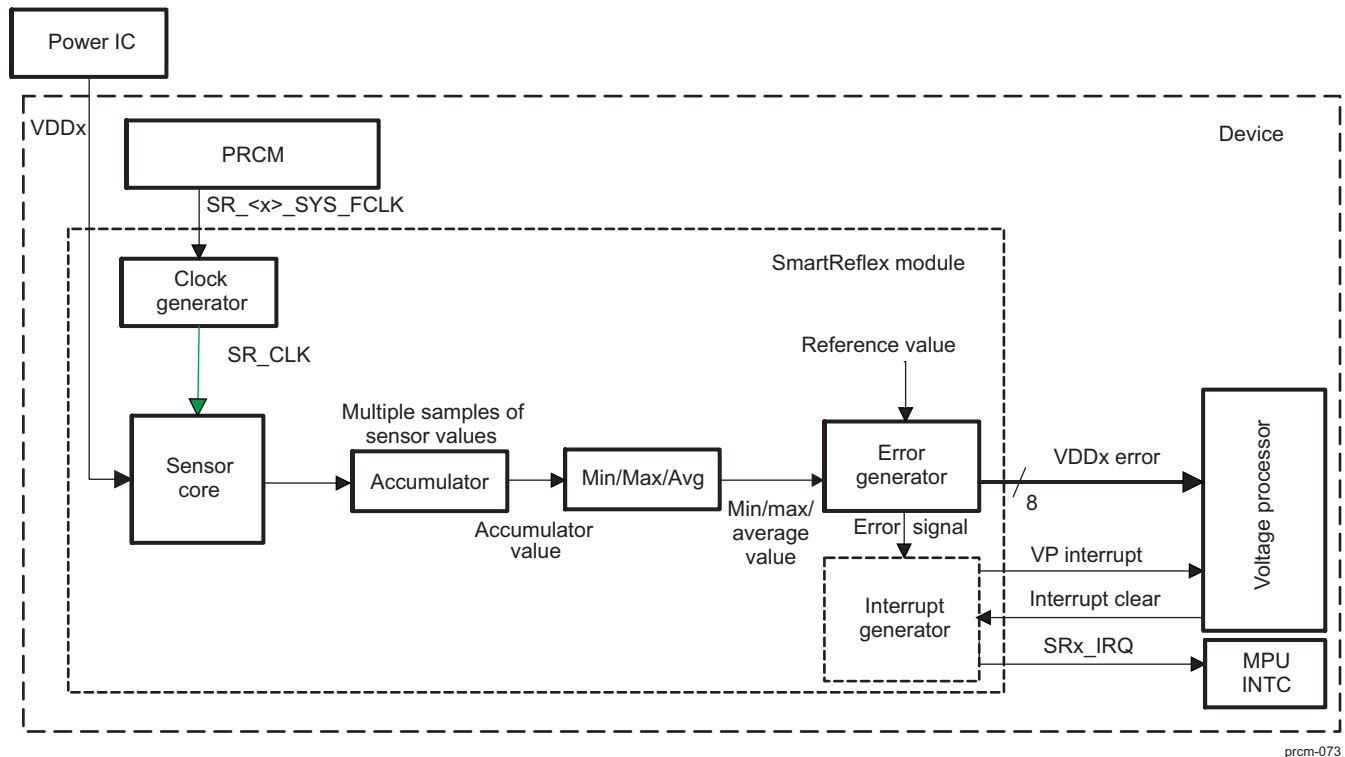 Power IC
VDDx
Device
PRCM
SR_<x>_SYS_FCLK
SmartReflex module
Clock
generator
SR_CLK
Reference value
Multiple samples of
sensor values
Sensor
core
Accumulator
Min/Max/Avg
Error
generator
VDDx error
8
Accumulator
value
Min/max/
average
value
Error signal
Voltage processor
VP interrupt
Interrupt
generator
Interrupt clear
SRx_IRQ
MPU
INTC
prcm-073